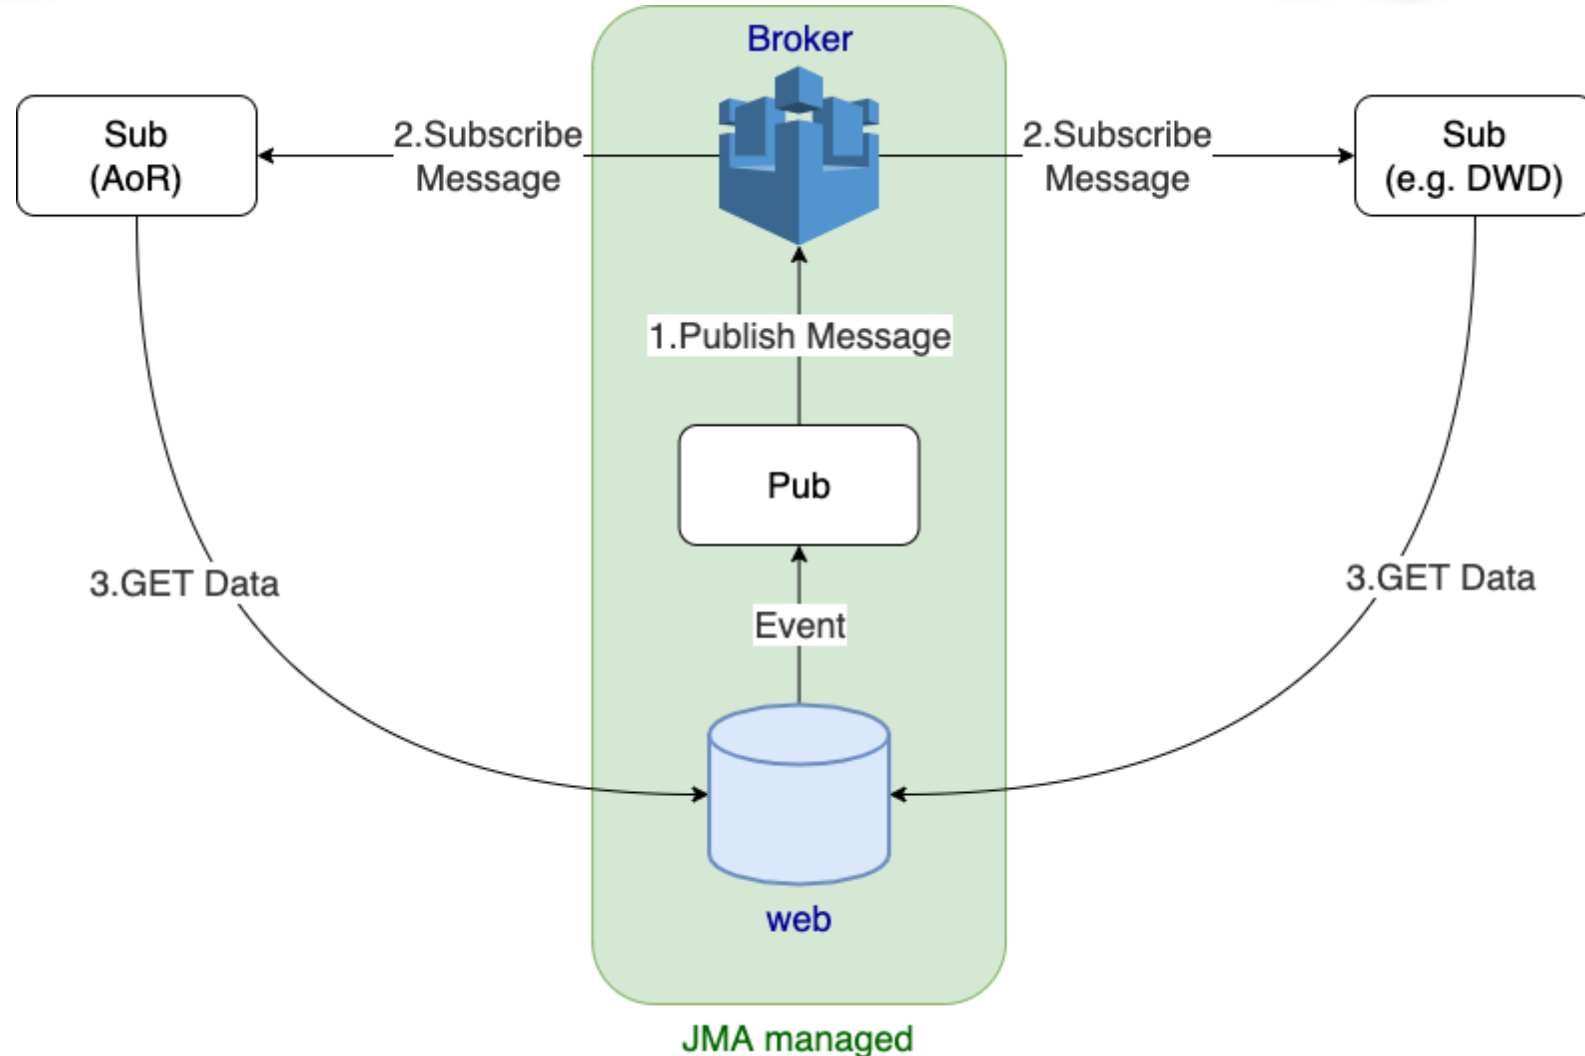 Broker
Sub
(AoR)
2.Subscribe
Message
2.Subscribe
Message
Sub
(e.g. DWD)
1.Publish Message
Pub
3.GET Data
3.GET Data
Event
web
JMA managed